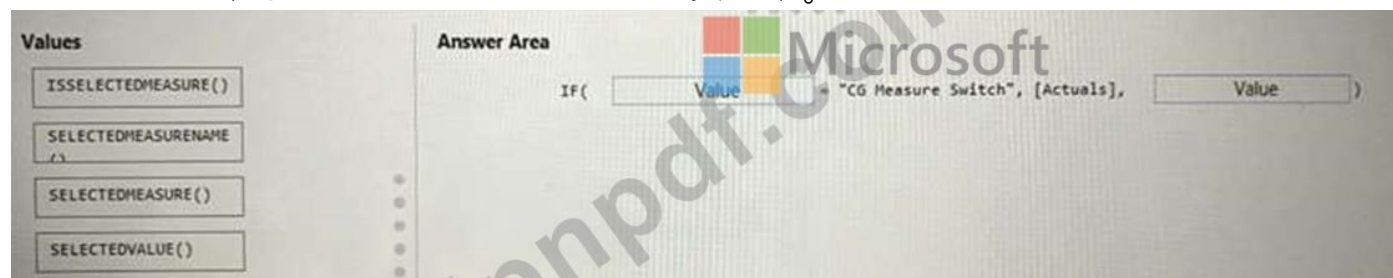 Values
Answer Area
Microsoft
ISSELECTEDMEASURE()
IF( Value = "CG Measure Switch", [Actuals], Value )
SELECTEDMEASURENAME
()
SELECTEDMEASURE()
SELECTEDVALUE()